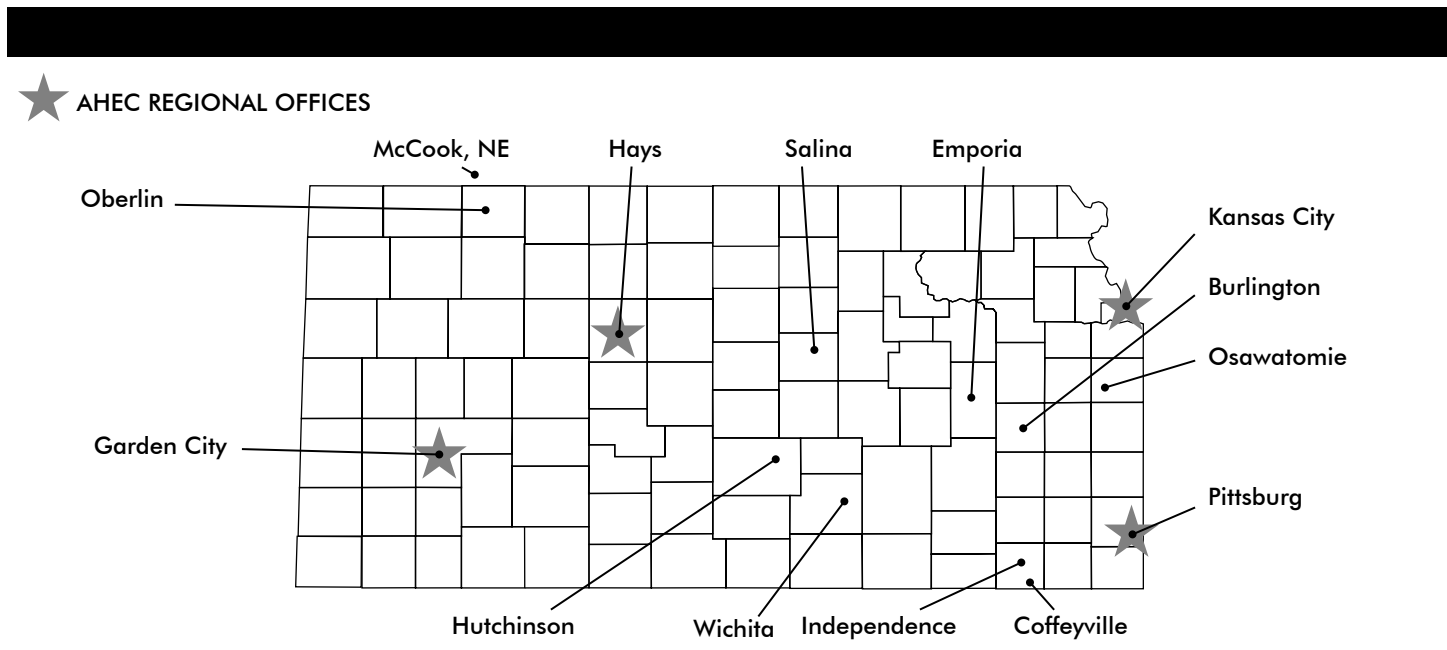 AHEC REGIONAL OFFICES
McCook, NE
Hays
Salina
Emporia
Oberlin
Kansas City
Burlington
Osawatomie
Garden City
Pittsburg
Hutchinson
Wichita
Independence
Coffeyville